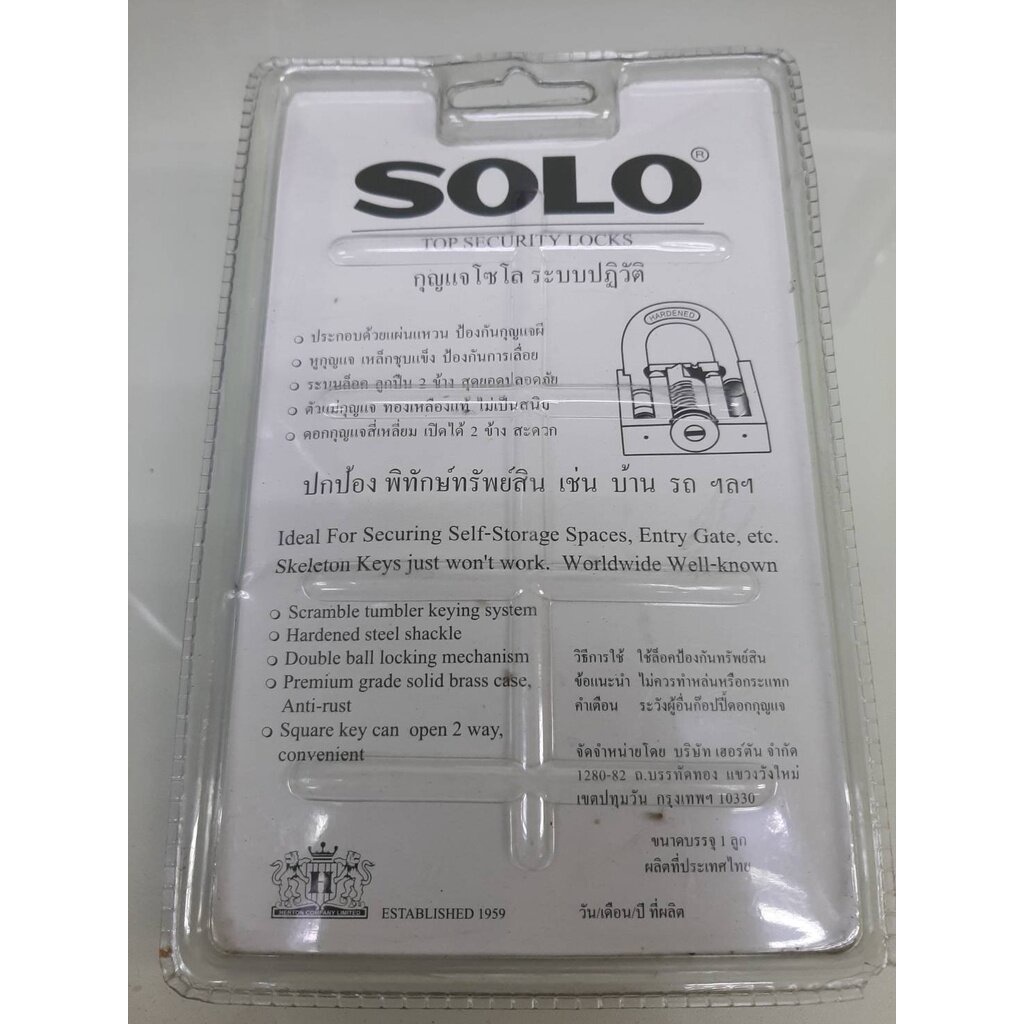 SOLO®
TOP SECURITY LOCKS
กุญแจโซโล ระบบปฏิวัติ
HARDENED
ประกอบด้วยแผ่นแหวน ป้องกันกุญแจผี
หูกุญแจ เหล็กชุบแข็ง ป้องกันการเลื่อย
ระบบล็อค ลูกปืน 2 ข้าง สุดยอดปลอดภัย
ตัวแม่กุญแจ ทองเหลืองแท้ ไม่เป็นสนิม
ดอกกุญแจสี่เหลี่ยม เปิดได้ 2 ข้าง สะดวก
ปกป้อง พิทักษ์ทรัพย์สิน เช่น บ้าน รถ ฯลฯ
Ideal For Securing Self-Storage Spaces, Entry Gate, etc.
Skeleton Keys just won't work. Worldwide Well-known
Scramble tumbler keying system
Hardened steel shackle
Double ball locking mechanism
Premium grade solid brass case,
Anti-rust
Square key can open 2 way,
convenient
วิธีการใช้ ใช้ล็อคป้องกันทรัพย์สิน
ข้อแนะนำ ไม่ควรทำหล่นหรือกระแทก
คำเตือน ระวังผู้อื่นก๊อปปี้ดอกกุญแจ
จัดจำหน่ายโดย บริษัท เฮอร์ตัน จำกัด
1280-82 ถ.บรรทัดทอง แขวงวังใหม่
เขตปทุมวัน กรุงเทพฯ 10330
ขนาดบรรจุ 1 ลูก
ผลิตที่ประเทศไทย
H
HERTON COMPANY LIMITED
ESTABLISHED 1959
วัน/เดือน/ปี ที่ผลิต